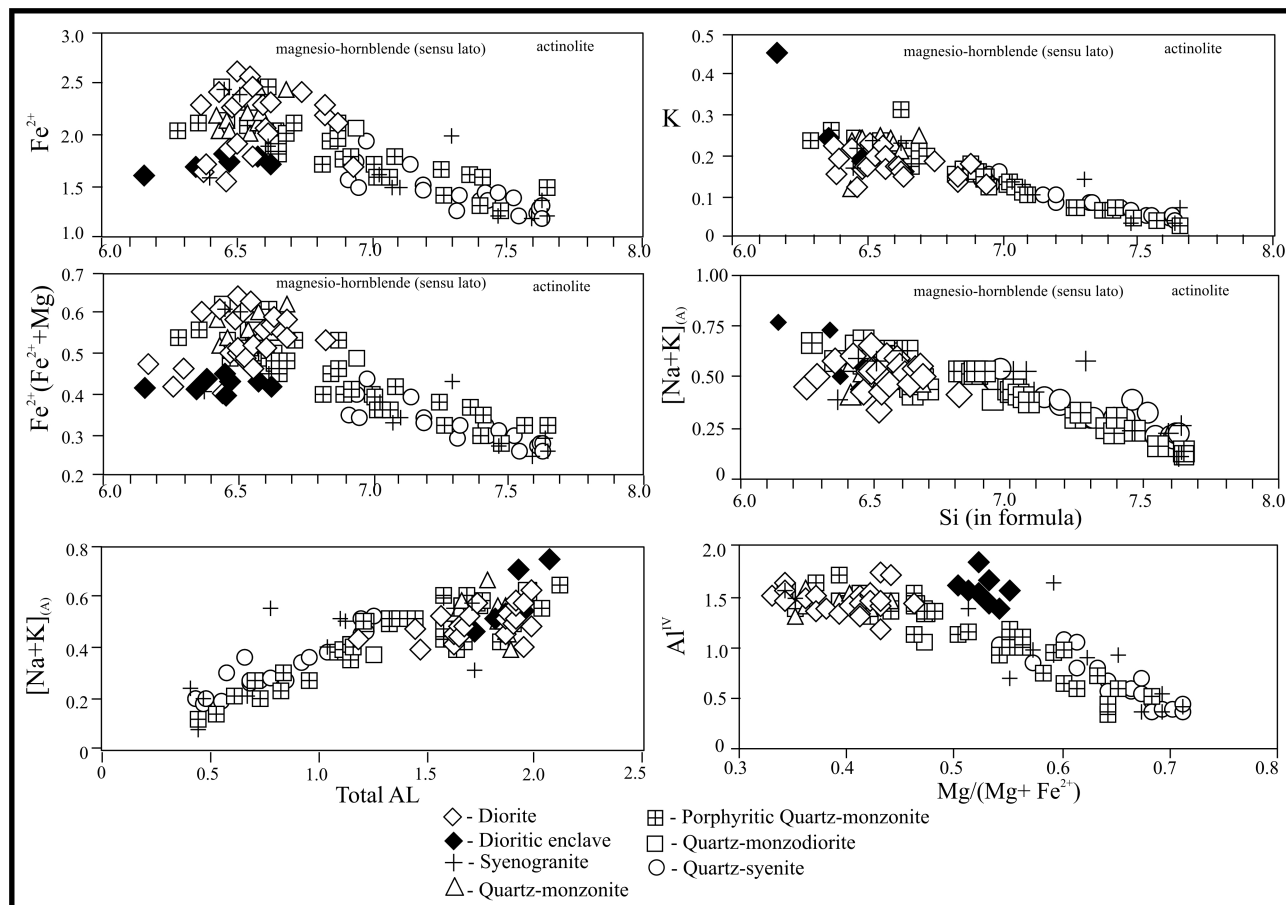 3.0
2.5
2.0
1.5
1.0
Fe²⁺
magnesio-hornblende (sensu lato) actinolite
6.0 6.5 7.0 7.5 8.0
0.5
0.4
0.3
0.2
0.1
0
K
magnesio-hornblende (sensu lato) actinolite
6.0 6.5 7.0 7.5 8.0
0.7
0.6
0.5
0.4
0.3
0.2
Fe²⁺(Fe²⁺+Mg)
magnesio-hornblende (sensu lato)
actinolite
6.0 6.5 7.0 7.5 8.0
1.00
0.75
0.50
0.25
0
[Na+K](A)
magnesio-hornblende (sensu lato) actinolite
6.0 6.5 7.0 7.5 8.0
Si (in formula)
0.8
0.6
0.4
0.2
0
[Na+K](A)
0 0.5 1.0 1.5 2.0 2.5
Total AL
2.0
1.5
1.0
0.5
0
Al^IV
0.3 0.4 0.5 0.6 0.7 0.8
Mg/(Mg+ Fe²⁺)
- Diorite
- Dioritic enclave
- Syenogranite
- Quartz-monzonite
- Porphyritic Quartz-monzonite
- Quartz-monzodiorite
- Quartz-syenite